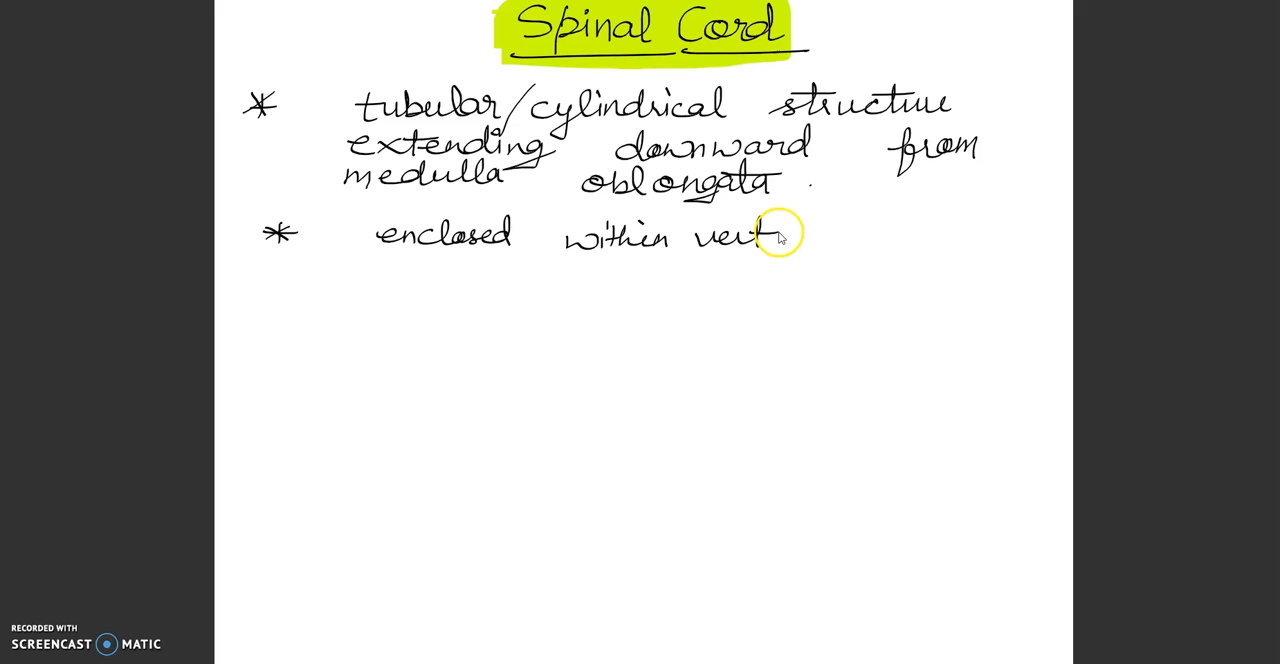 Spinal Cord
* tubular/cylindrical structure
extending downward from
medulla oblongata.
* enclosed within vert
RECORDED WITH
SCREENCAST MATIC